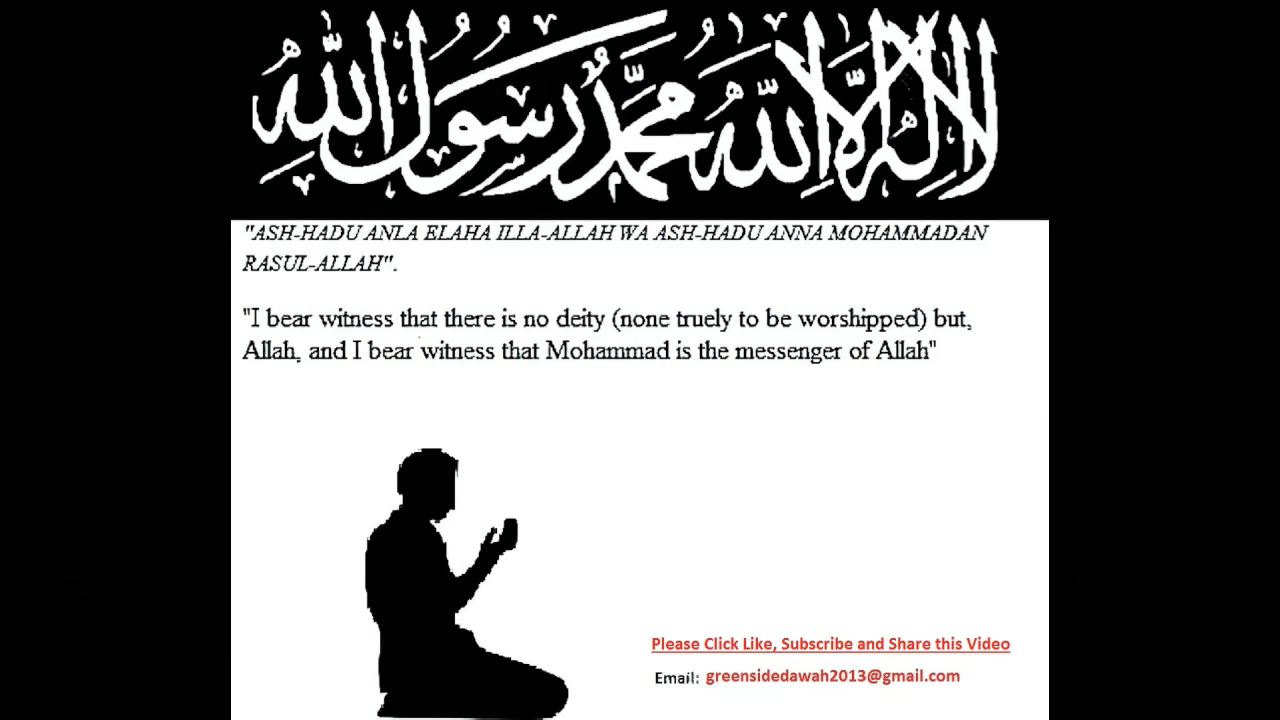 لا إله إلا الله محمد رسول الله
"ASH-HADU ANLA ELAHA ILLA-ALLAH WA ASH-HADU ANNA MOHAMMADAN
RASUL-ALLAH".
"I bear witness that there is no deity (none truely to be worshipped) but,
Allah, and I bear witness that Mohammad is the messenger of Allah"
Please Click Like, Subscribe and Share this Video
Email: greensidedawah2013@gmail.com